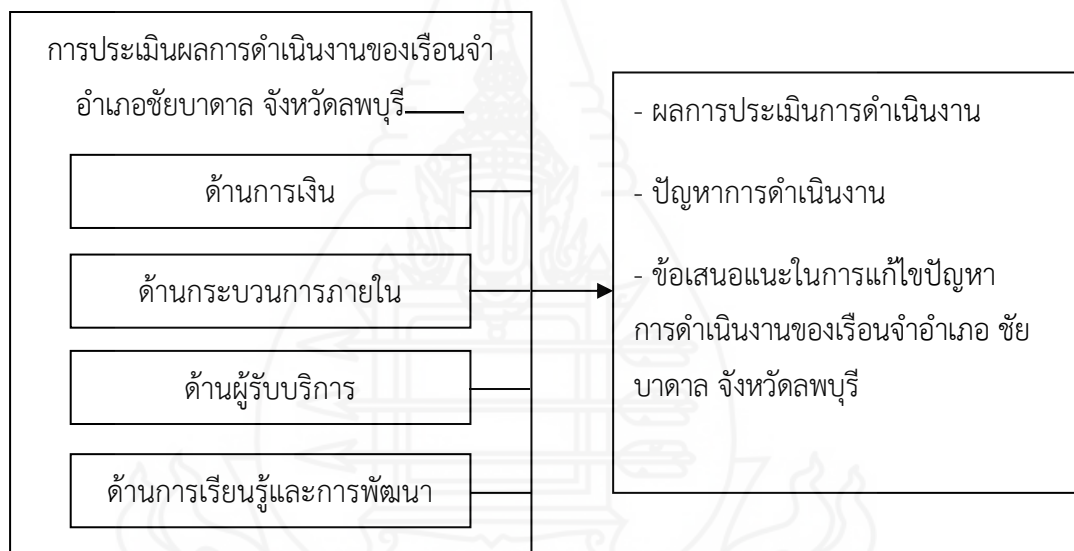 การประเมินผลการดำเนินงานของเรือนจำ
อำเภอชัยบาดาล จังหวัดลพบุรี
ด้านการเงิน
ด้านกระบวนการภายใน
ด้านผู้รับบริการ
ด้านการเรียนรู้และการพัฒนา
- ผลการประเมินการดำเนินงาน
- ปัญหาการดำเนินงาน
- ข้อเสนอแนะในการแก้ไขปัญหา
การดำเนินงานของเรือนจำอำเภอ ชัย
บาดาล จังหวัดลพบุรี